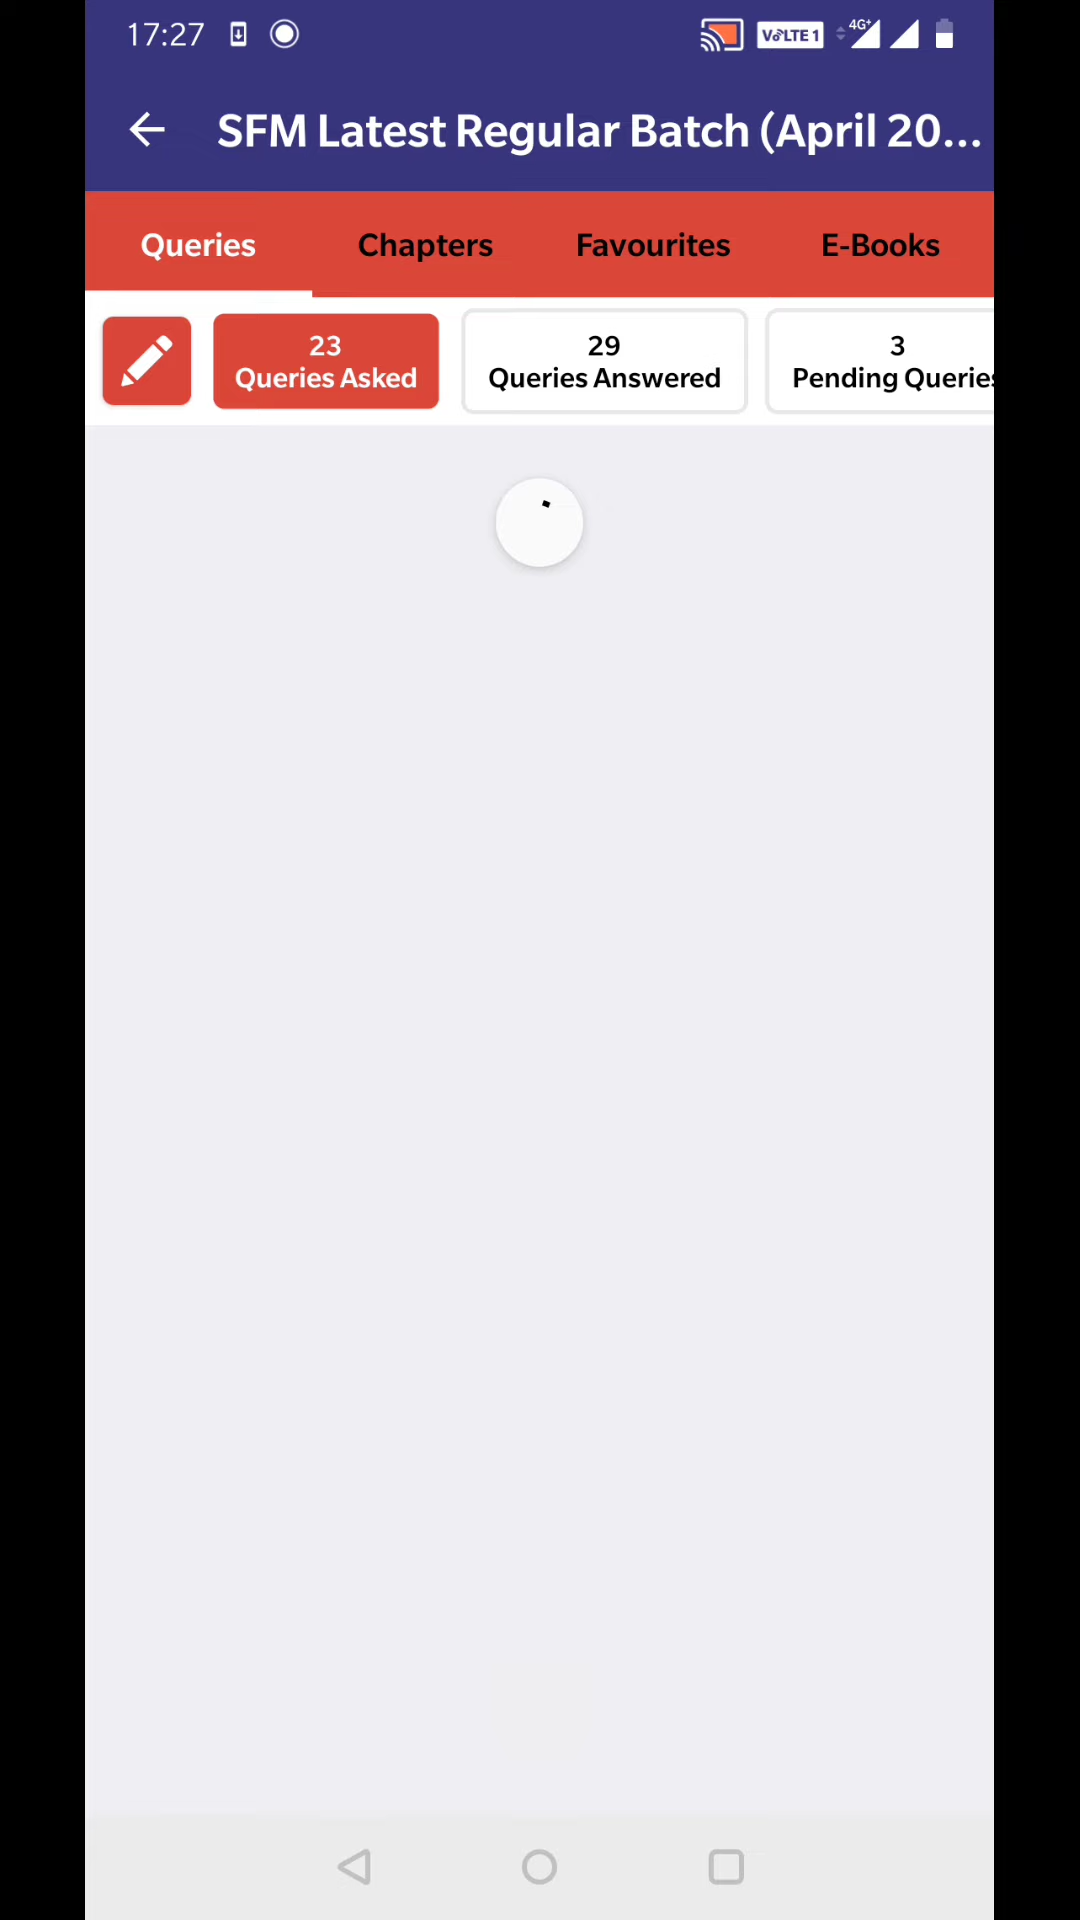 17:27
VoLTE 1
4G+
SFM Latest Regular Batch (April 20...
Queries
Chapters
Favourites
E-Books
23
Queries Asked
29
Queries Answered
3
Pending Queries